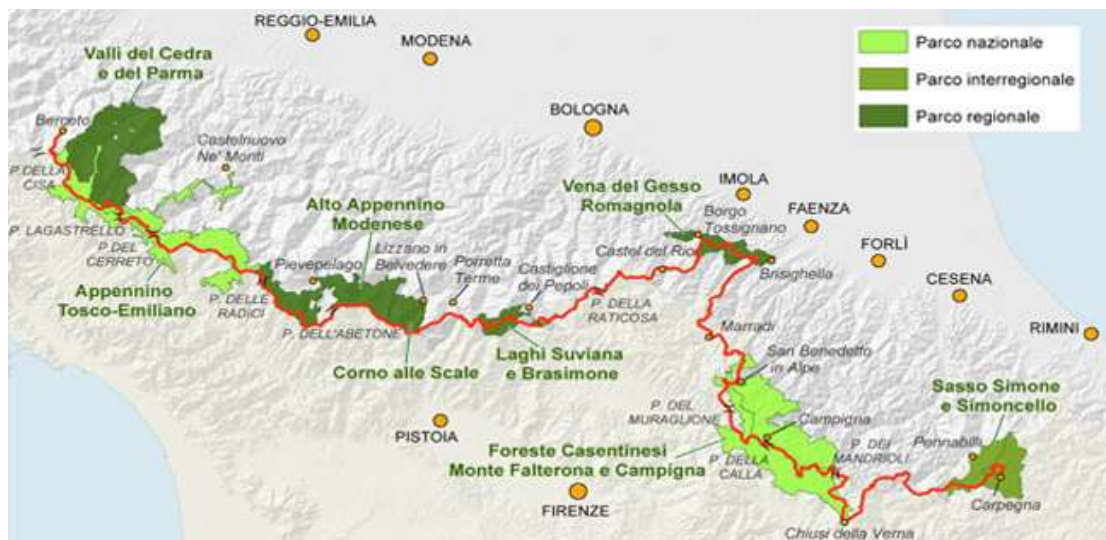 REGGIO-EMILIA
MODENA
BOLOGNA
IMOLA
FAENZA
FORLÌ
CESENA
RIMINI
PISTOIA
FIRENZE
Parco nazionale
Parco interregionale
Parco regionale
Valli del Cedra
e del Parma
Berceto
P.DELLA
CISA
Castelnuovo
Ne' Monti
P. LAGASTRELLO
P.DEL
CERRETO
Appennino
Tosco-Emiliano
Alto Appennino
Modenese
Pievepelago
P. DELLE
RADICI
Lizzano in
Belvedere
P. DELL'ABETONE
Corno alle Scale
Porretta
Terme
Castiglione
dei Pepoli
Laghi Suviana
e Brasimone
P. DELLA
RATICOSA
Castel del Rio
Vena del Gesso
Romagnola
Borgo
Tossignano
Brisighella
Marradi
San Benedetto
in Alpe
P. DEL
MURAGLIONE
Campigna
Foreste Casentinesi
Monte Falterona e Campigna
P. DELLA
CALLA
P. DEI
MANDRIOLI
Chiusi della Verna
Sasso Simone
e Simoncello
Pennabilli
Carpegna